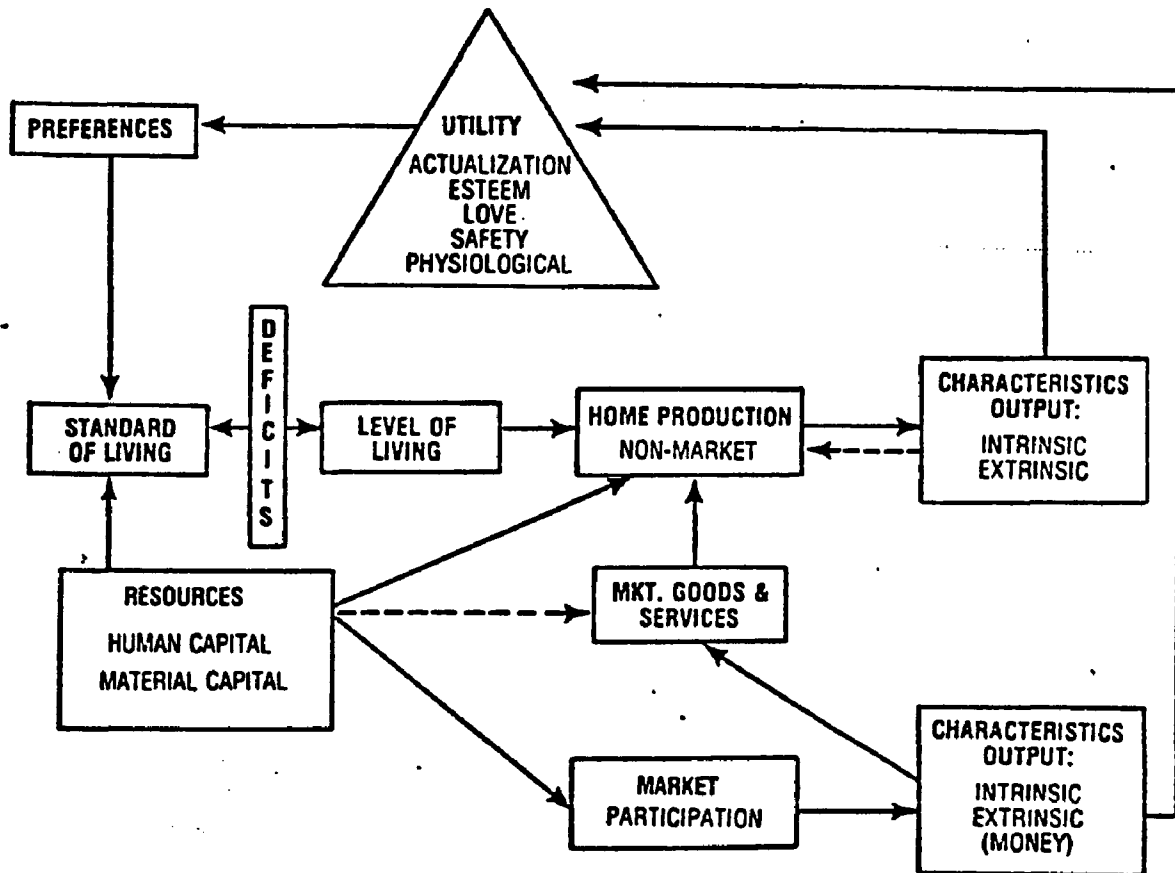 UTILITY
ACTUALIZATION
ESTEEM
LOVE
SAFETY
PHYSIOLOGICAL
PREFERENCES
STANDARD
OF LIVING
DEFICITS
LEVEL OF
LIVING
HOME PRODUCTION
NON-MARKET
CHARACTERISTICS
OUTPUT:
INTRINSIC
EXTRINSIC
RESOURCES
HUMAN CAPITAL
MATERIAL CAPITAL
MKT. GOODS &
SERVICES
MARKET
PARTICIPATION
CHARACTERISTICS
OUTPUT:
INTRINSIC
EXTRINSIC
(MONEY)